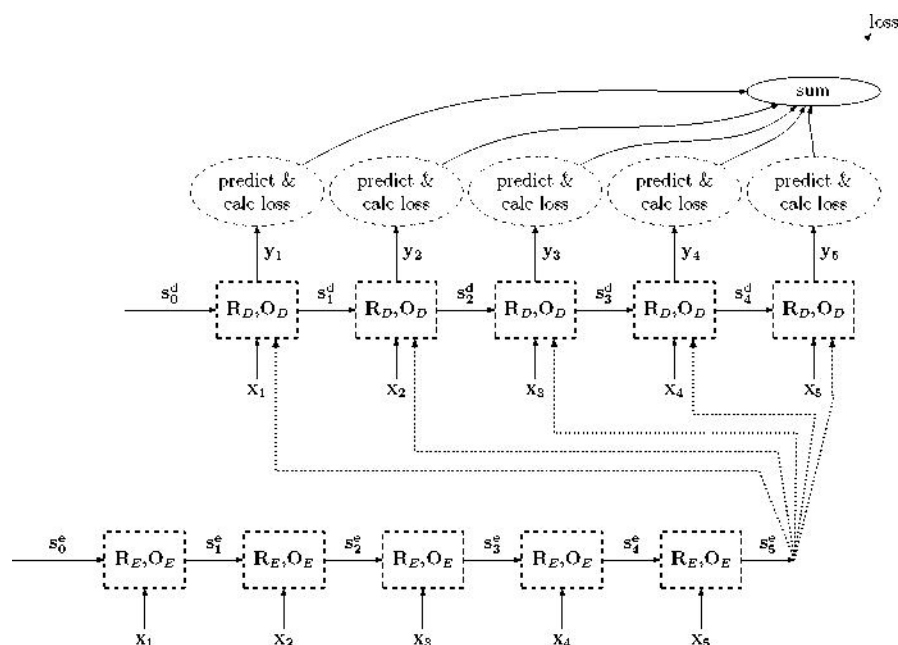 loss
sum
predict & calc loss
predict & calc loss
predict & calc loss
predict & calc loss
predict & calc loss
y₁ y₂ y₃ y₄ y₅
s₀ᵈ s₁ᵈ s₂ᵈ s₃ᵈ s₄ᵈ
R_D,O_D R_D,O_D R_D,O_D R_D,O_D R_D,O_D
x₁ x₂ x₃ x₄ x₅
s₀ᵉ s₁ᵉ s₂ᵉ s₃ᵉ s₄ᵉ s₅ᵉ
R_E,O_E R_E,O_E R_E,O_E R_E,O_E R_E,O_E
x₁ x₂ x₃ x₄ x₅